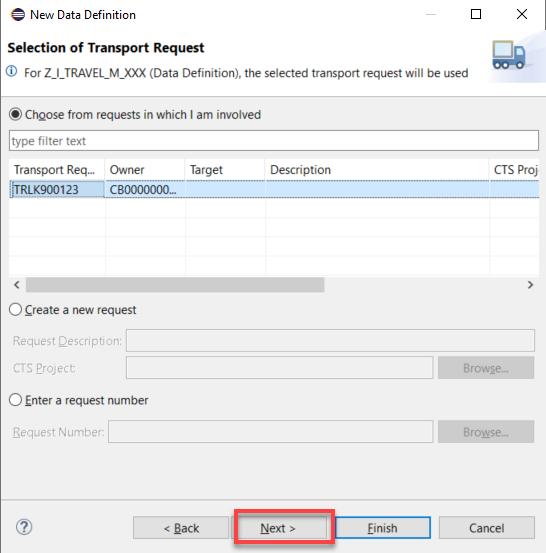 New Data Definition
Selection of Transport Request
For Z_I_TRAVEL_M_XXX (Data Definition), the selected transport request will be used
Choose from requests in which I am involved
type filter text
Transport Req... Owner Target Description CTS Proj
TRLK900123 CB0000000...
Create a new request
Request Description:
CTS Project: Browse...
Enter a request number
Request Number: Browse...
< Back Next > Finish Cancel